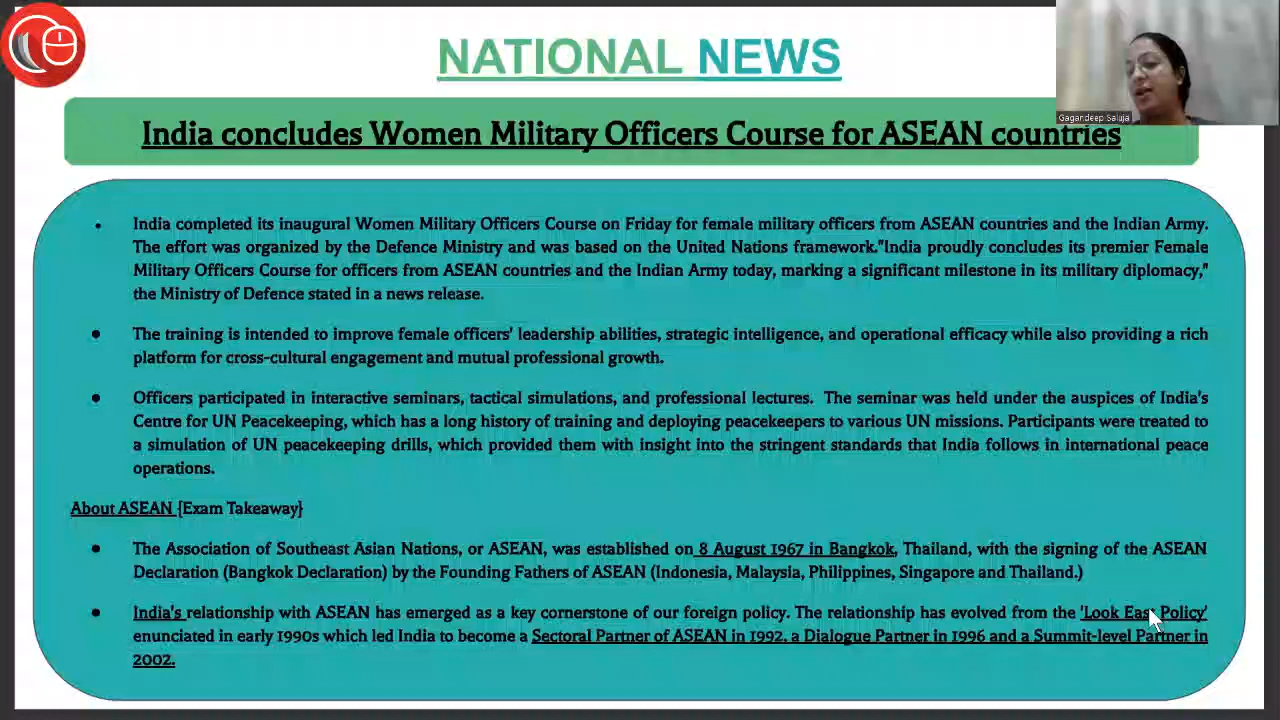 NATIONAL NEWS
Gagandeep Saluja
India concludes Women Military Officers Course for ASEAN countries
India completed its inaugural Women Military Officers Course on Friday for female military officers from ASEAN countries and the Indian Army.
The effort was organized by the Defence Ministry and was based on the United Nations framework."India proudly concludes its premier Female
Military Officers Course for officers from ASEAN countries and the Indian Army today, marking a significant milestone in its military diplomacy,"
the Ministry of Defence stated in a news release.
The training is intended to improve female officers' leadership abilities, strategic intelligence, and operational efficacy while also providing a rich
platform for cross-cultural engagement and mutual professional growth.
Officers participated in interactive seminars, tactical simulations, and professional lectures. The seminar was held under the auspices of India's
Centre for UN Peacekeeping, which has a long history of training and deploying peacekeepers to various UN missions. Participants were treated to
a simulation of UN peacekeeping drills, which provided them with insight into the stringent standards that India follows in international peace
operations.
About ASEAN {Exam Takeaway}
The Association of Southeast Asian Nations, or ASEAN, was established on 8 August 1967 in Bangkok, Thailand, with the signing of the ASEAN
Declaration (Bangkok Declaration) by the Founding Fathers of ASEAN (Indonesia, Malaysia, Philippines, Singapore and Thailand.)
India's relationship with ASEAN has emerged as a key cornerstone of our foreign policy. The relationship has evolved from the 'Look East Policy'
enunciated in early 1990s which led India to become a Sectoral Partner of ASEAN in 1992, a Dialogue Partner in 1996 and a Summit-level Partner in
2002.